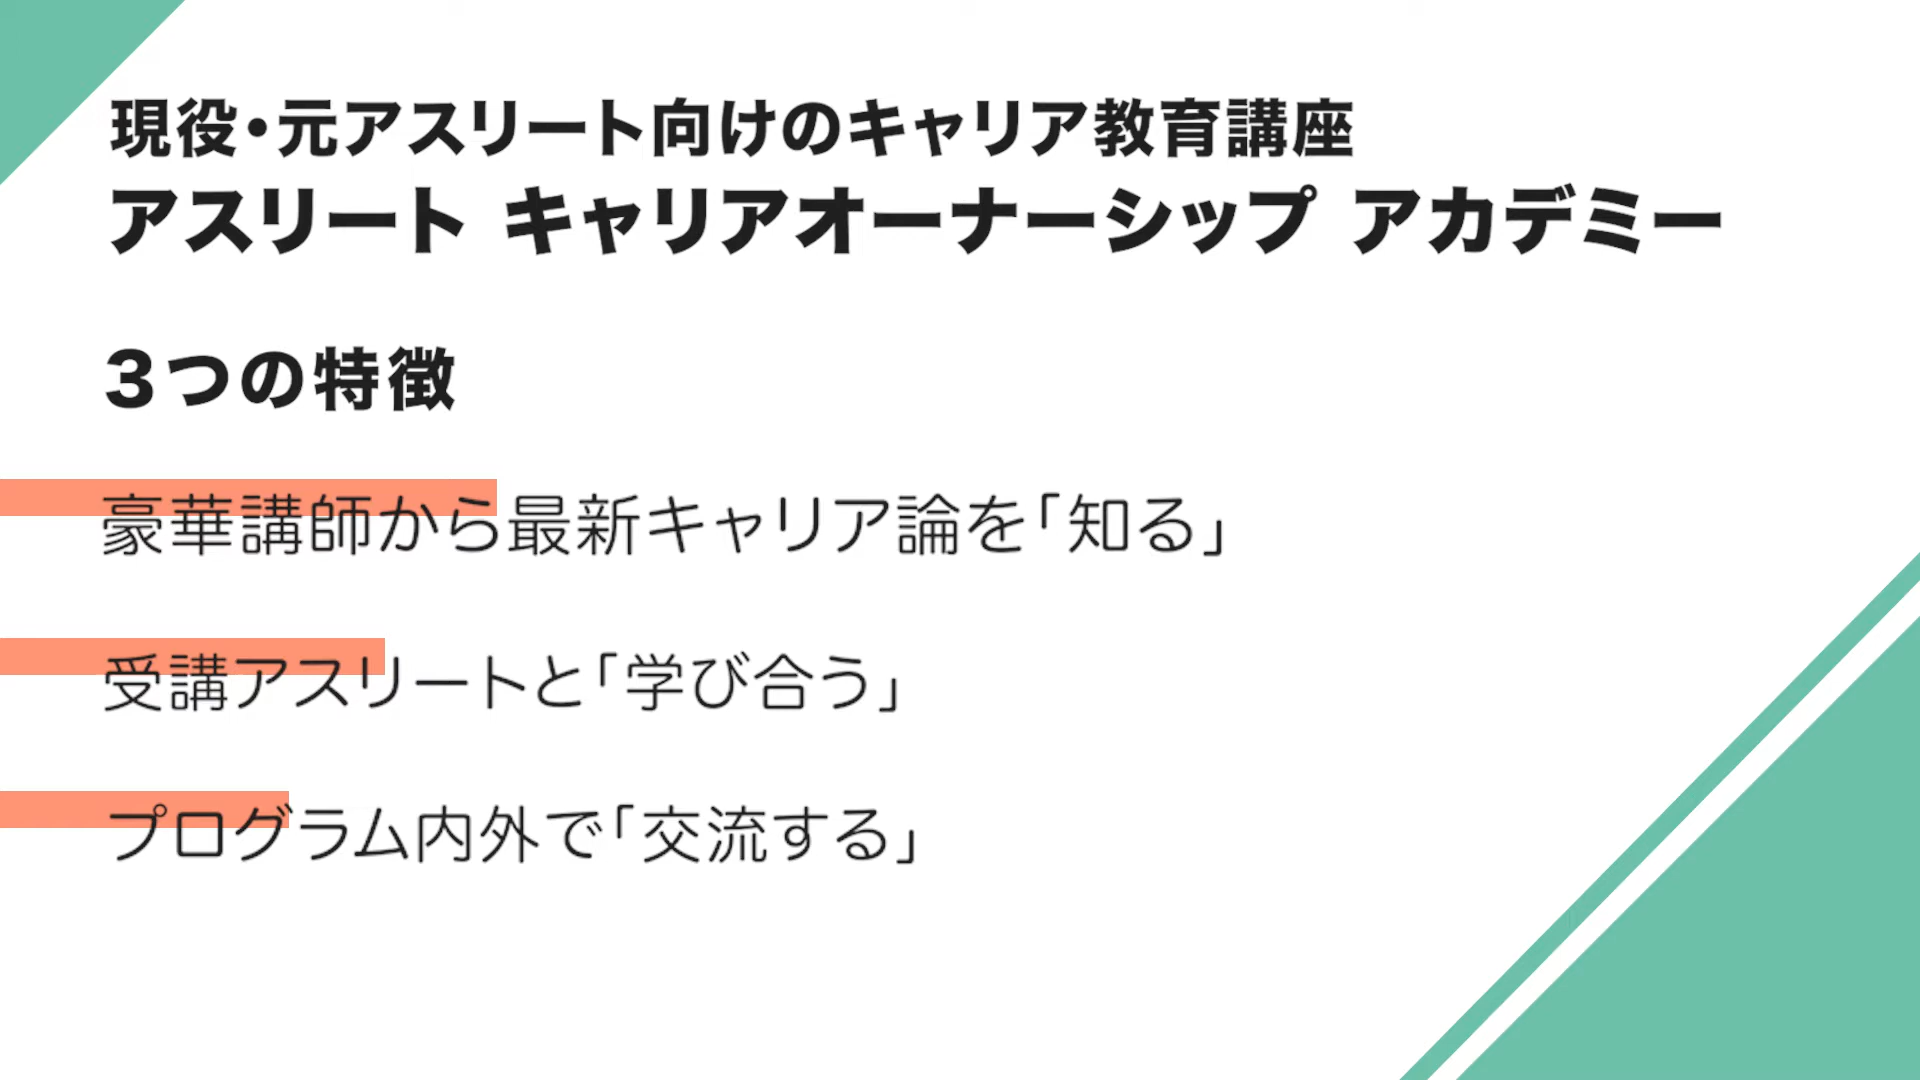 現役・元アスリート向けのキャリア教育講座
アスリート キャリアオーナーシップ アカデミー
3つの特徴
豪華講師から最新キャリア論を「知る」
受講アスリートと「学び合う」
プログラム内外で「交流する」